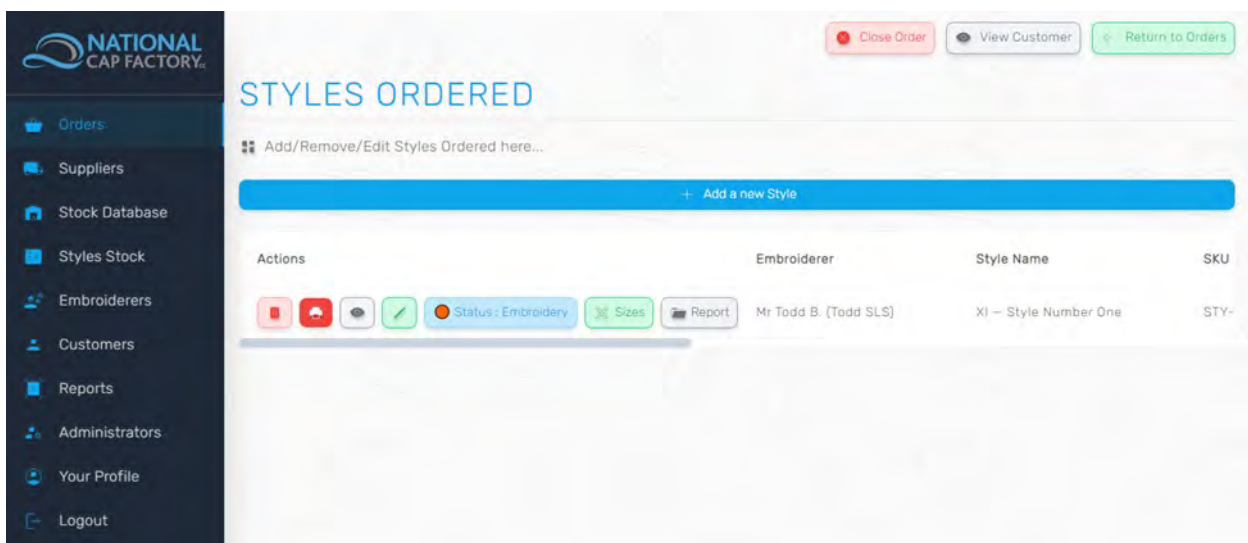 NATIONAL
CAP FACTORY
Close Order
View Customer
Return to Orders
STYLES ORDERED
Orders
Add/Remove/Edit Styles Ordered here...
Suppliers
+ Add a new Style
Stock Database
Styles Stock
Actions Embroiderer Style Name SKU
Embroiderers
Status : Embroidery Sizes Report Mr Todd B. (Todd SLS) XI – Style Number One STY-
Customers
Reports
Administrators
Your Profile
Logout